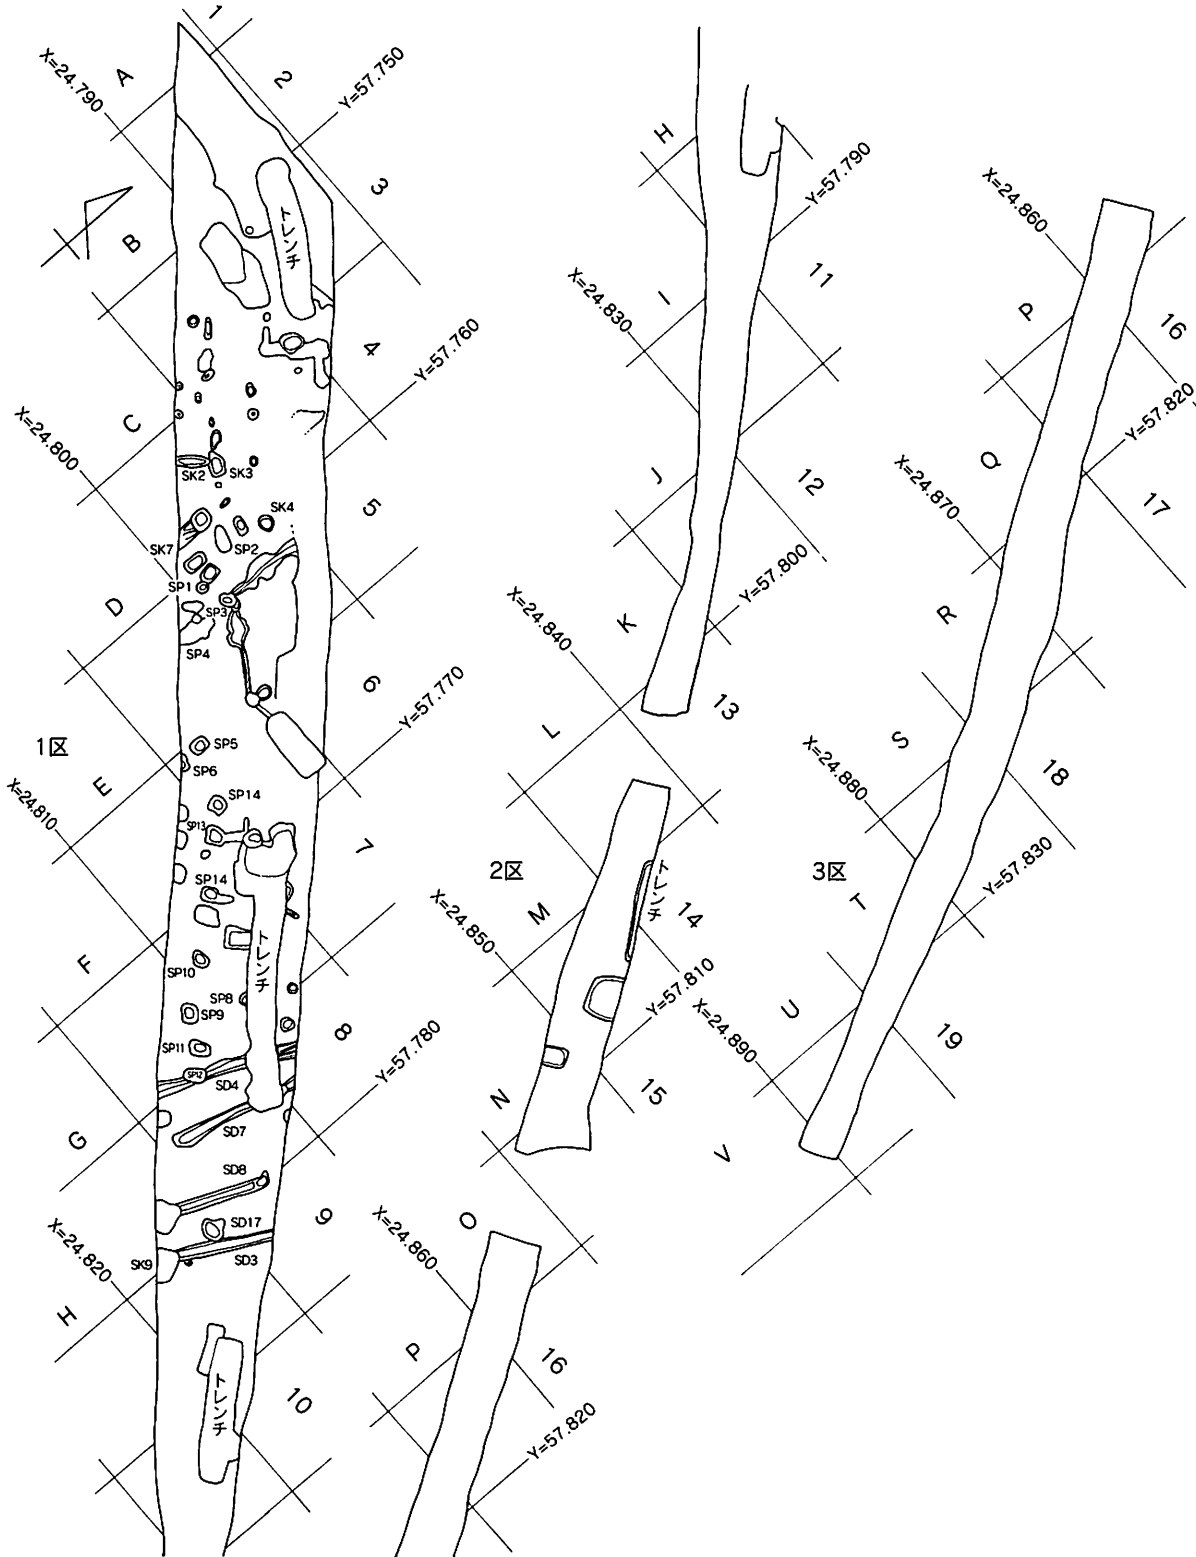 1
2
Y=57.750
A
X=24.790
3
B
トレンチ
4
Y=57.760
C
X=24.800
SK2
SK3
SK4
5
SK7
SP2
SP1
SP3
D
SP4
6
Y=57.770
1区
SP5
SP6
E
X=24.810
SP14
SP13
7
SP14
F
トレンチ
SP10
SP8
SP9
8
Y=57.780
SP11
SP12
SD4
G
SD7
SD8
9
SD17
X=24.820
SK9
SD3
H
10
トレンチ
H
Y=57.790
11
I
X=24.830
J
12
Y=57.800
K
X=24.840
13
L
2区
トレンチ
M
14
X=24.850
Y=57.810
N
15
O
X=24.860
P
16
Y=57.820
X=24.860
P
16
Y=57.820
Q
X=24.870
17
R
S
18
X=24.880
3区
Y=57.830
T
U
X=24.890
19
V